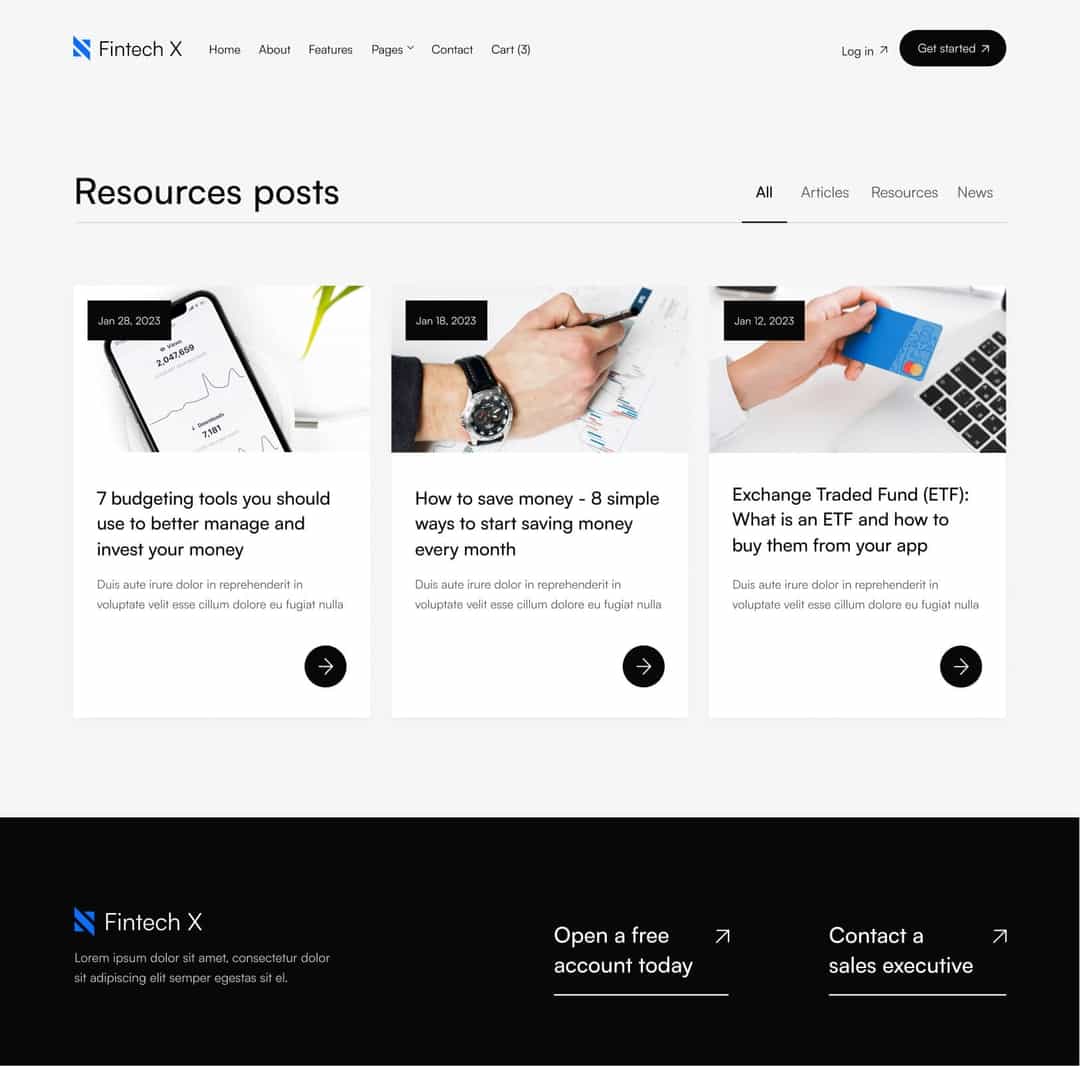 Fintech X
Home About Features Pages Contact Cart (3)
Log in
Get started
Resources posts
All Articles Resources News
Jan 28, 2023
Views
2,047,659
Downloads
7,181
7 budgeting tools you should
use to better manage and
invest your money
Duis aute irure dolor in reprehenderit in
voluptate velit esse cillum dolore eu fugiat nulla
Jan 18, 2023
How to save money - 8 simple
ways to start saving money
every month
Duis aute irure dolor in reprehenderit in
voluptate velit esse cillum dolore eu fugiat nulla
Jan 12, 2023
Exchange Traded Fund (ETF):
What is an ETF and how to
buy them from your app
Duis aute irure dolor in reprehenderit in
voluptate velit esse cillum dolore eu fugiat nulla
Fintech X
Lorem ipsum dolor sit amet, consectetur dolor
sit adipiscing elit semper egestas sit el.
Open a free
account today
Contact a
sales executive